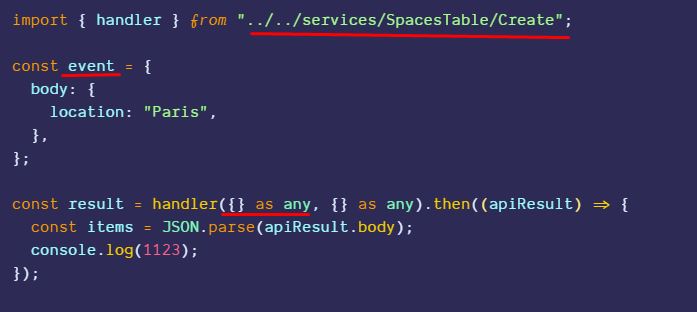 import { handler } from "../../services/SpacesTable/Create";
const event = {
body: {
location: "Paris",
},
};
const result = handler({} as any, {} as any).then((apiResult) => {
const items = JSON.parse(apiResult.body);
console.log(1123);
});